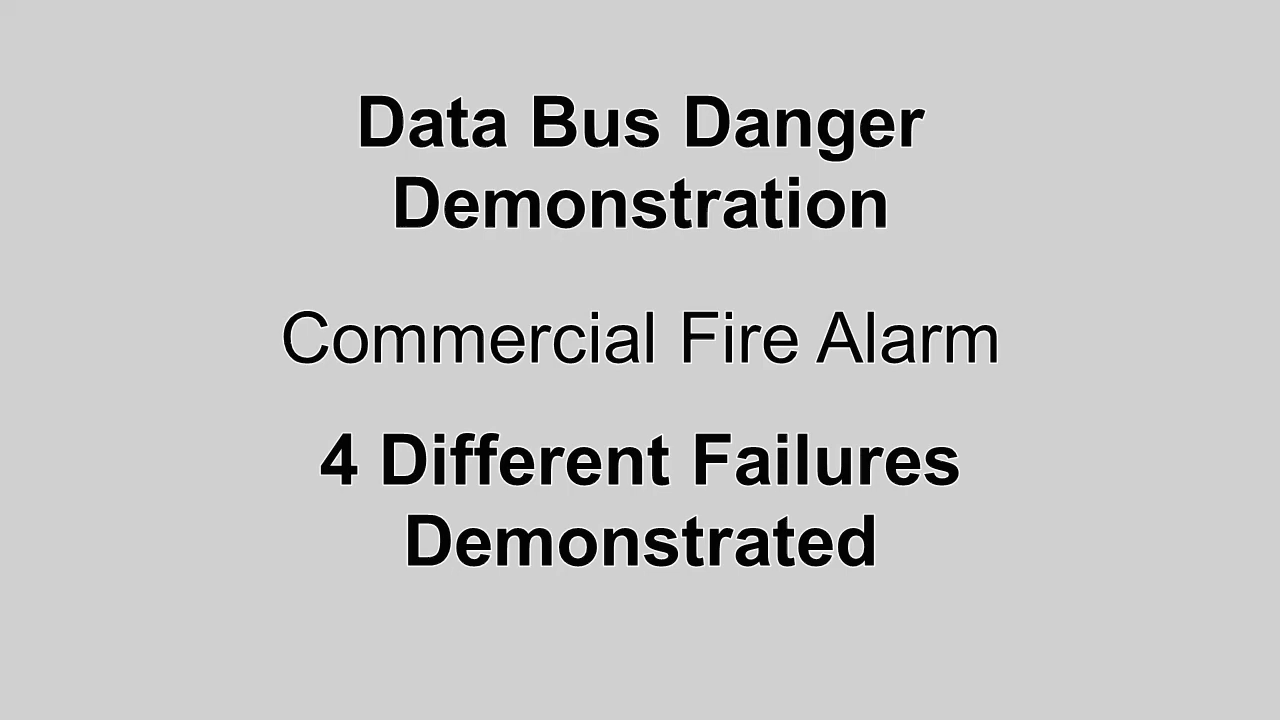 Data Bus Danger
Demonstration
Commercial Fire Alarm
4 Different Failures
Demonstrated